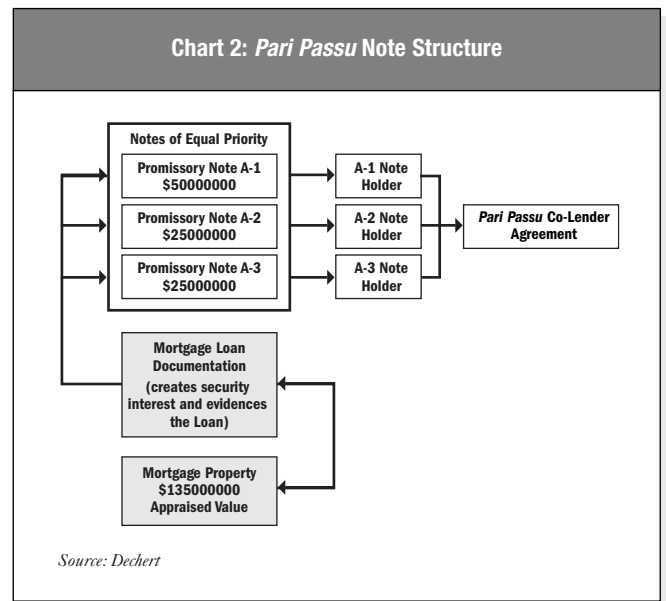 Chart 2: Pari Passu Note Structure
Notes of Equal Priority
Promissory Note A-1
$50000000
A-1 Note
Holder
Promissory Note A-2
$25000000
A-2 Note
Holder
Pari Passu Co-Lender
Agreement
Promissory Note A-3
$25000000
A-3 Note
Holder
Mortgage Loan
Documentation
(creates security
interest and evidences
the Loan)
Mortgage Property
$135000000
Appraised Value
Source: Dechert